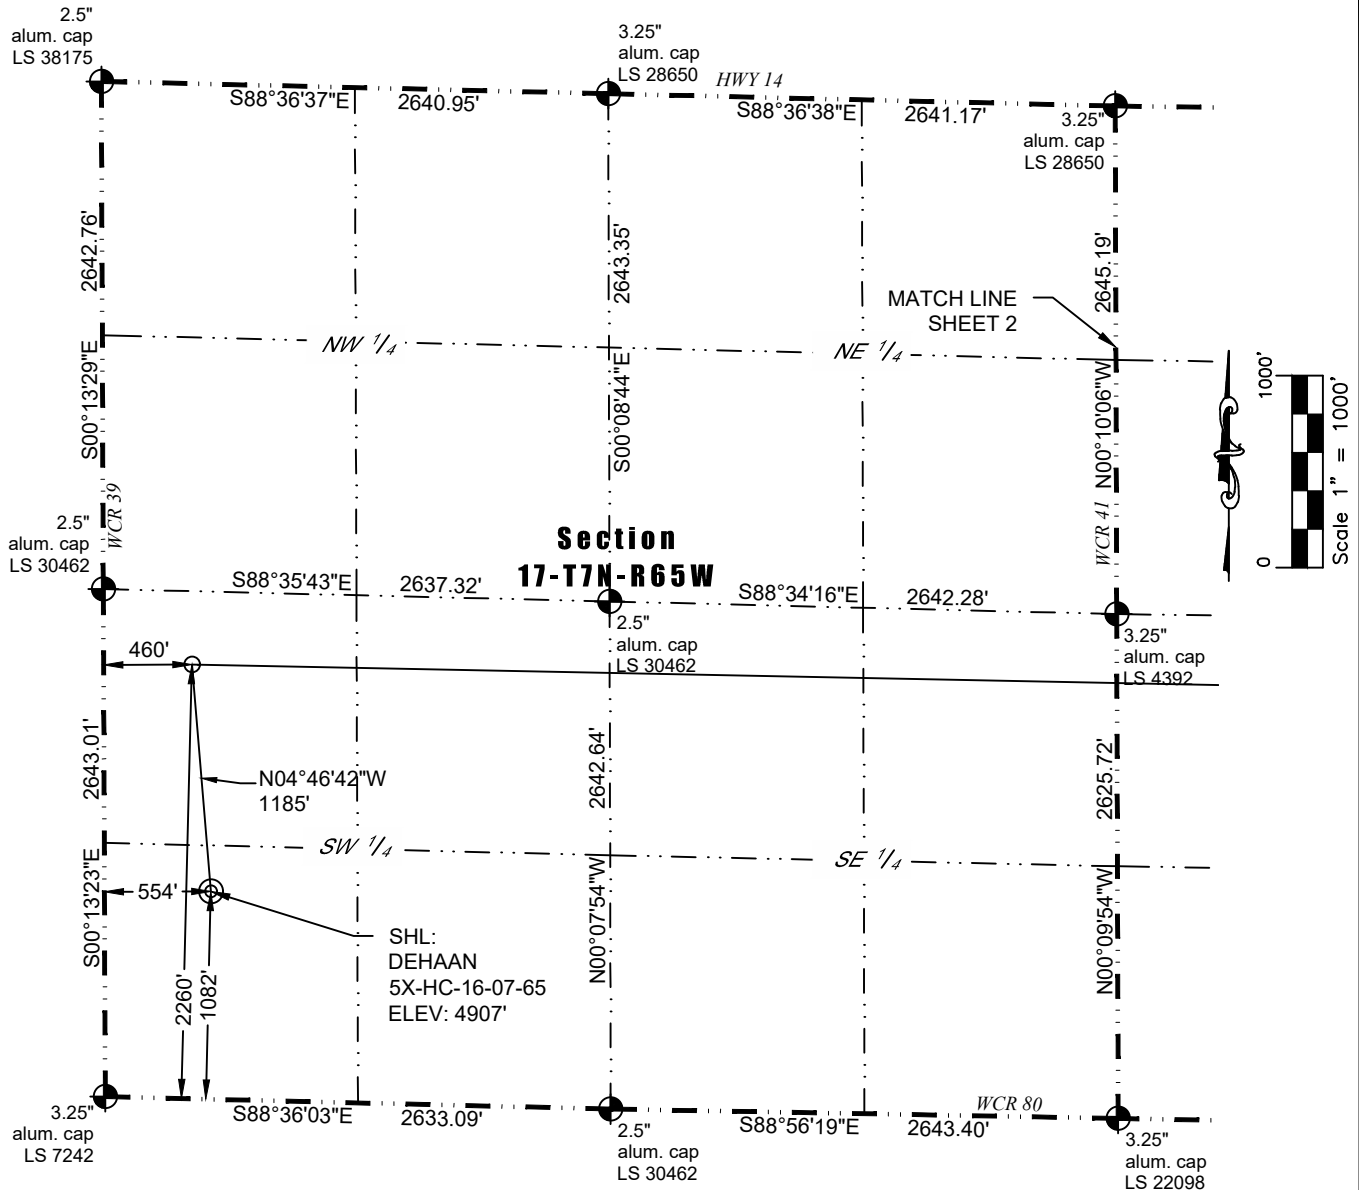 2.5"
alum. cap
LS 38175
3.25"
alum. cap
LS 28650
HWY 14
S88°36'37"E
2640.95'
S88°36'38"E
2641.17'
3.25"
alum. cap
LS 28650
2642.76'
2643.35'
2645.19'
MATCH LINE
SHEET 2
NW 1/4
NE 1/4
S00°13'29"E
S00°08'44"E
N00°10'06"W
1000'
0
Scale 1" = 1000'
WCR 39
WCR 41
2.5"
alum. cap
LS 30462
Section
17-T7N-R65W
S88°35'43"E
2637.32'
S88°34'16"E
2642.28'
2.5"
alum. cap
LS 30462
3.25"
alum. cap
LS 4392
460'
2643.01'
2642.64'
2625.72'
N04°46'42"W
1185'
SW 1/4
SE 1/4
S00°13'23"E
554'
N00°07'54"W
N00°09'54"W
SHL:
DEHAAN
5X-HC-16-07-65
ELEV: 4907'
2260'
1082'
3.25"
alum. cap
LS 7242
S88°36'03"E
2633.09'
2.5"
alum. cap
LS 30462
S88°56'19"E
2643.40'
WCR 80
3.25"
alum. cap
LS 22098